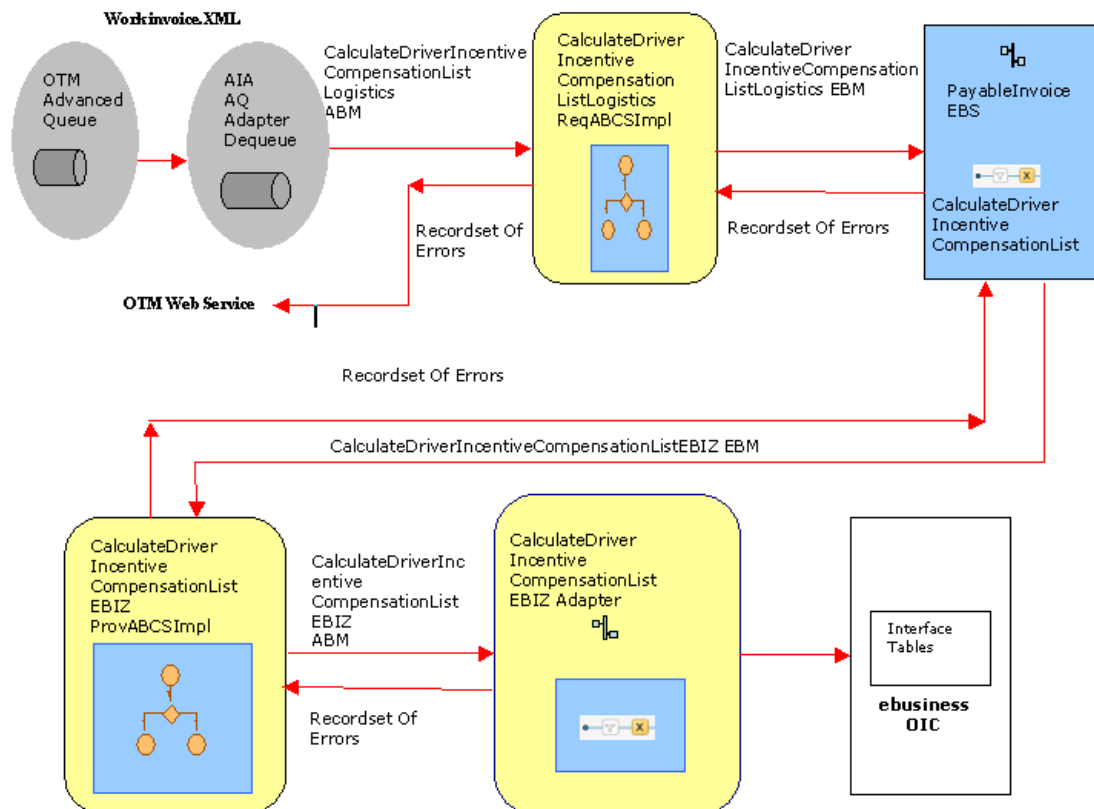 Workinvoice.XML
OTM
Advanced
Queue
AIA
AQ
Adapter
Dequeue
CalculateDriverIncentive
CompensationList
Logistics
ABM
CalculateDriver
Incentive
Compensation
ListLogistics
ReqABCSImpl
CalculateDriver
IncentiveCompensation
ListLogistics EBM
PayableInvoice
EBS
X
CalculateDriver
Incentive
CompensationList
Recordset Of
Errors
Recordset Of Errors
OTM Web Service
Recordset Of Errors
CalculateDriverIncentiveCompensationListEBIZ EBM
CalculateDriver
Incentive
CompensationList
EBIZ
ProvABCSImpl
CalculateDriverInc
entive
CompensationList
EBIZ
ABM
Recordset Of
Errors
CalculateDriver
Incentive
CompensationList
EBIZ Adapter
X
Interface
Tables
ebusiness
OIC